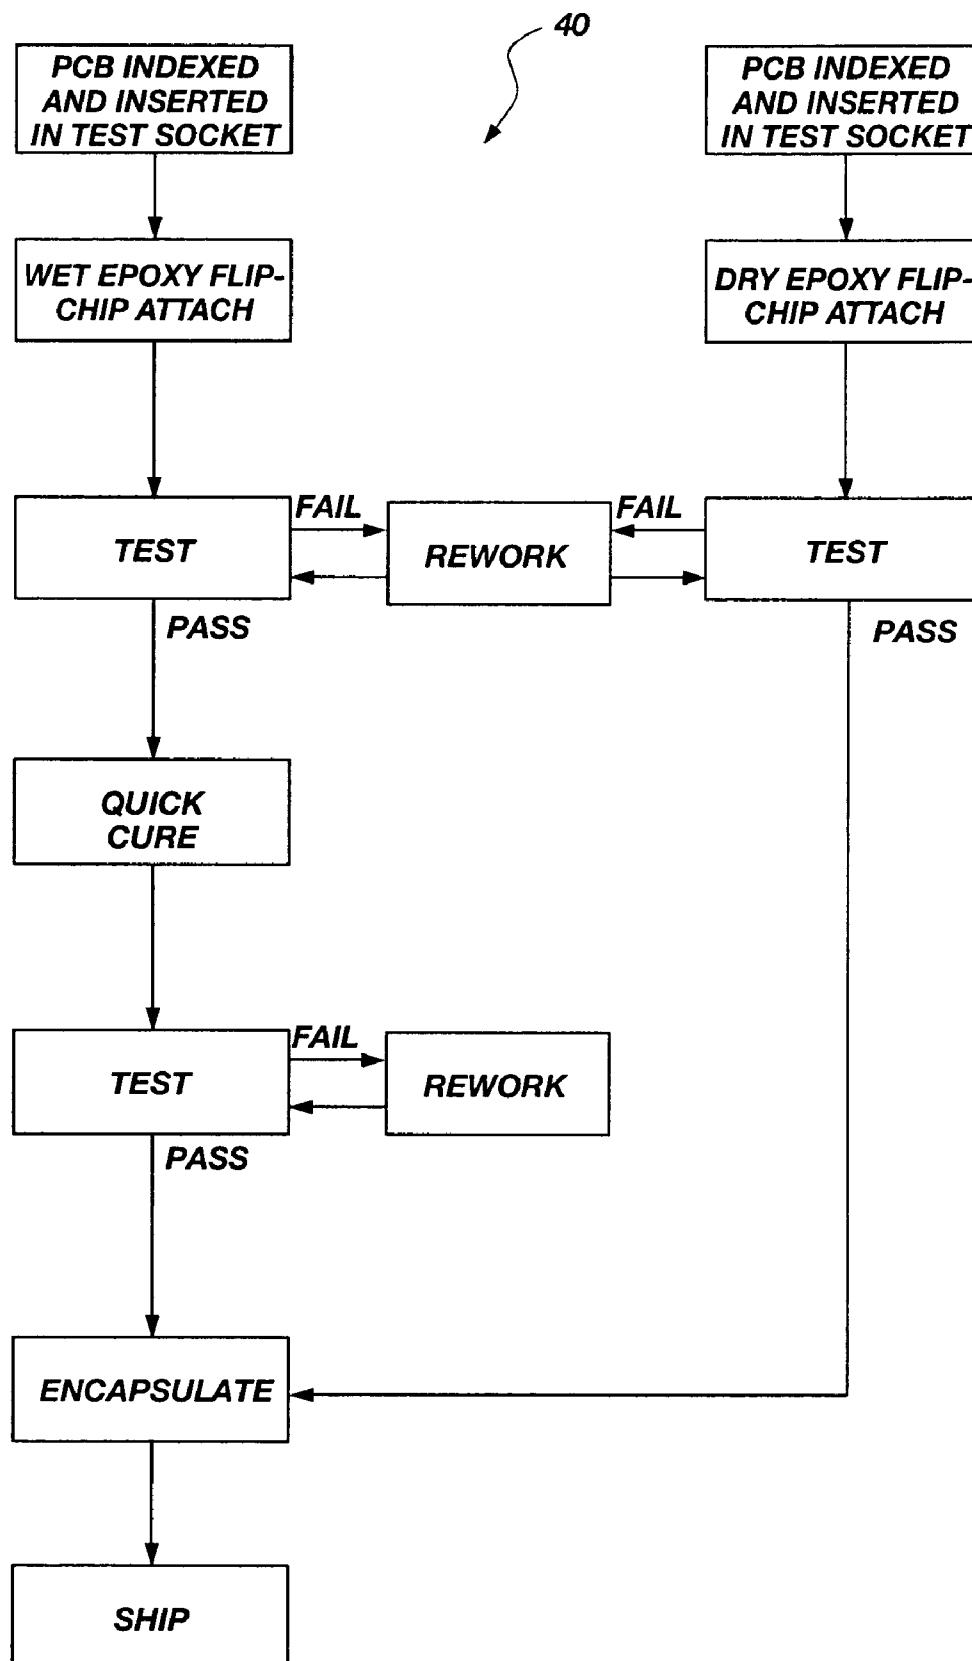 40
PCB INDEXED
AND INSERTED
IN TEST SOCKET
PCB INDEXED
AND INSERTED
IN TEST SOCKET
WET EPOXY FLIP-
CHIP ATTACH
DRY EPOXY FLIP-
CHIP ATTACH
TEST
FAIL
REWORK
FAIL
TEST
PASS
PASS
QUICK
CURE
TEST
FAIL
REWORK
PASS
ENCAPSULATE
SHIP